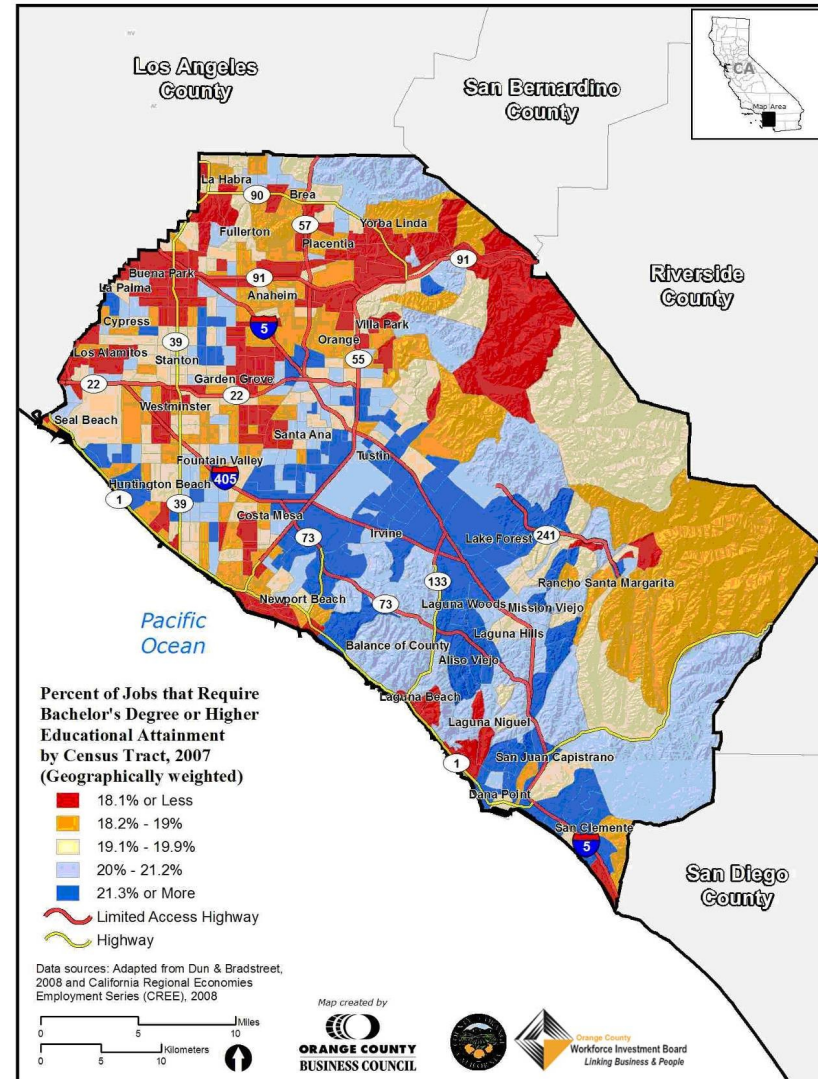 Los Angeles
County
San Bernardino
County
CA
Map Area
La Habra
90
Brea
57
Fullerton
Yorba Linda
Placentia
91
Riverside
County
Buena Park
91
La Palma
Anaheim
Cypress
5
Villa Park
39
Orange
Los Alamitos
Stanton
55
22
Garden Grove
22
Westminster
Seal Beach
Santa Ana
Tustin
Fountain Valley
405
Huntington Beach
1
39
Costa Mesa
Irvine
73
Lake Forest
241
133
Rancho Santa Margarita
Newport Beach
73
Laguna Woods
Mission Viejo
Pacific
Ocean
Laguna Hills
Balance of County
Aliso Viejo
Laguna Beach
Laguna Niguel
San Juan Capistrano
1
Dana Point
San Clemente
5
San Diego
County
Percent of Jobs that Require
Bachelor's Degree or Higher
Educational Attainment
by Census Tract, 2007
(Geographically weighted)
18.1% or Less
18.2% - 19%
19.1% - 19.9%
20% - 21.2%
21.3% or More
Limited Access Highway
Highway
Data sources: Adapted from Dun & Bradstreet,
2008 and California Regional Economies
Employment Series (CREE), 2008
Miles
0 5 10
Kilometers
0 5 10
Map created by
ORANGE COUNTY
BUSINESS COUNCIL
Orange County
Workforce Investment Board
Linking Business & People